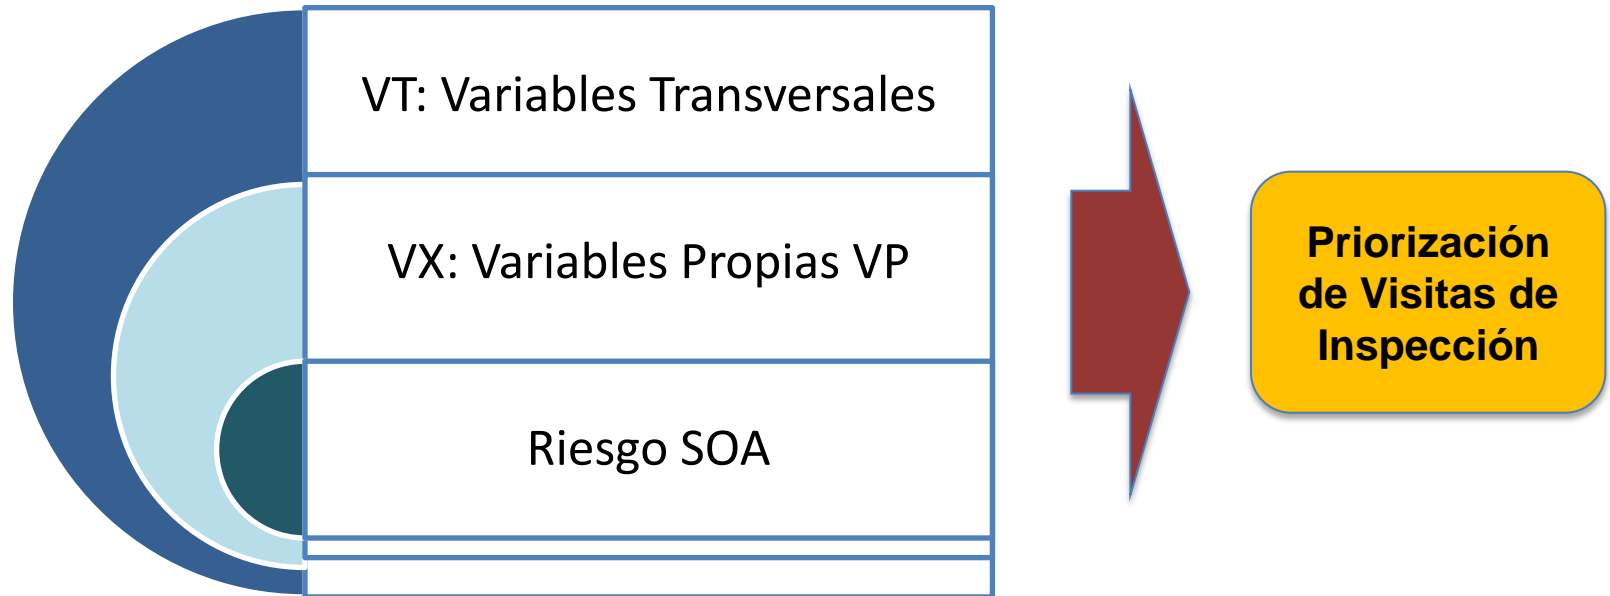 VT: Variables Transversales
VX: Variables Propias VP
Riesgo SOA
Priorización
de Visitas de
Inspección